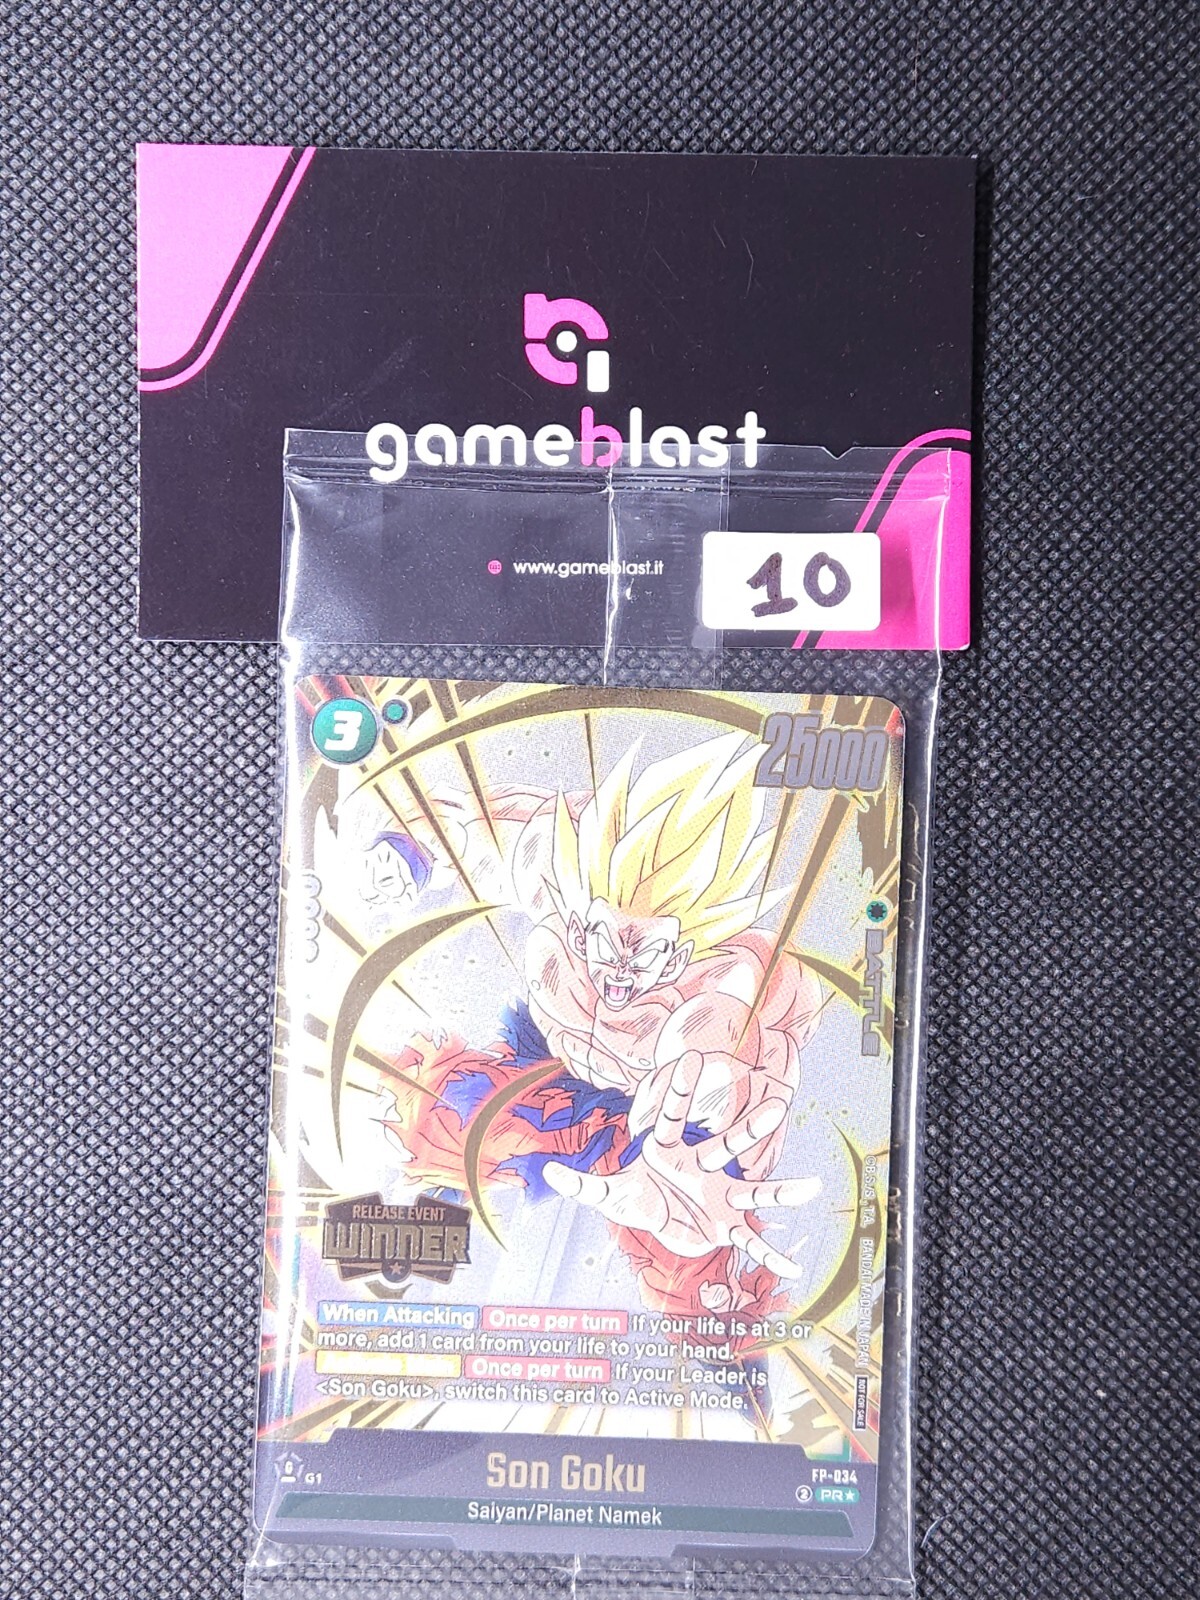 gameblast
www.gameblast.it
10
3
25000
BATTLE
RELEASE EVENT
WINNER
When Attacking Once per turn If your life is at 3 or
more, add 1 card from your life to your hand.
Once per turn If your Leader is
<Son Goku>, switch this card to Active Mode.
©B.S./S.,T.A. BANDAI MADE IN JAPAN
NOT FOR SALE
G
G1
Son Goku
FP-034
2 PR★
Saiyan/Planet Namek